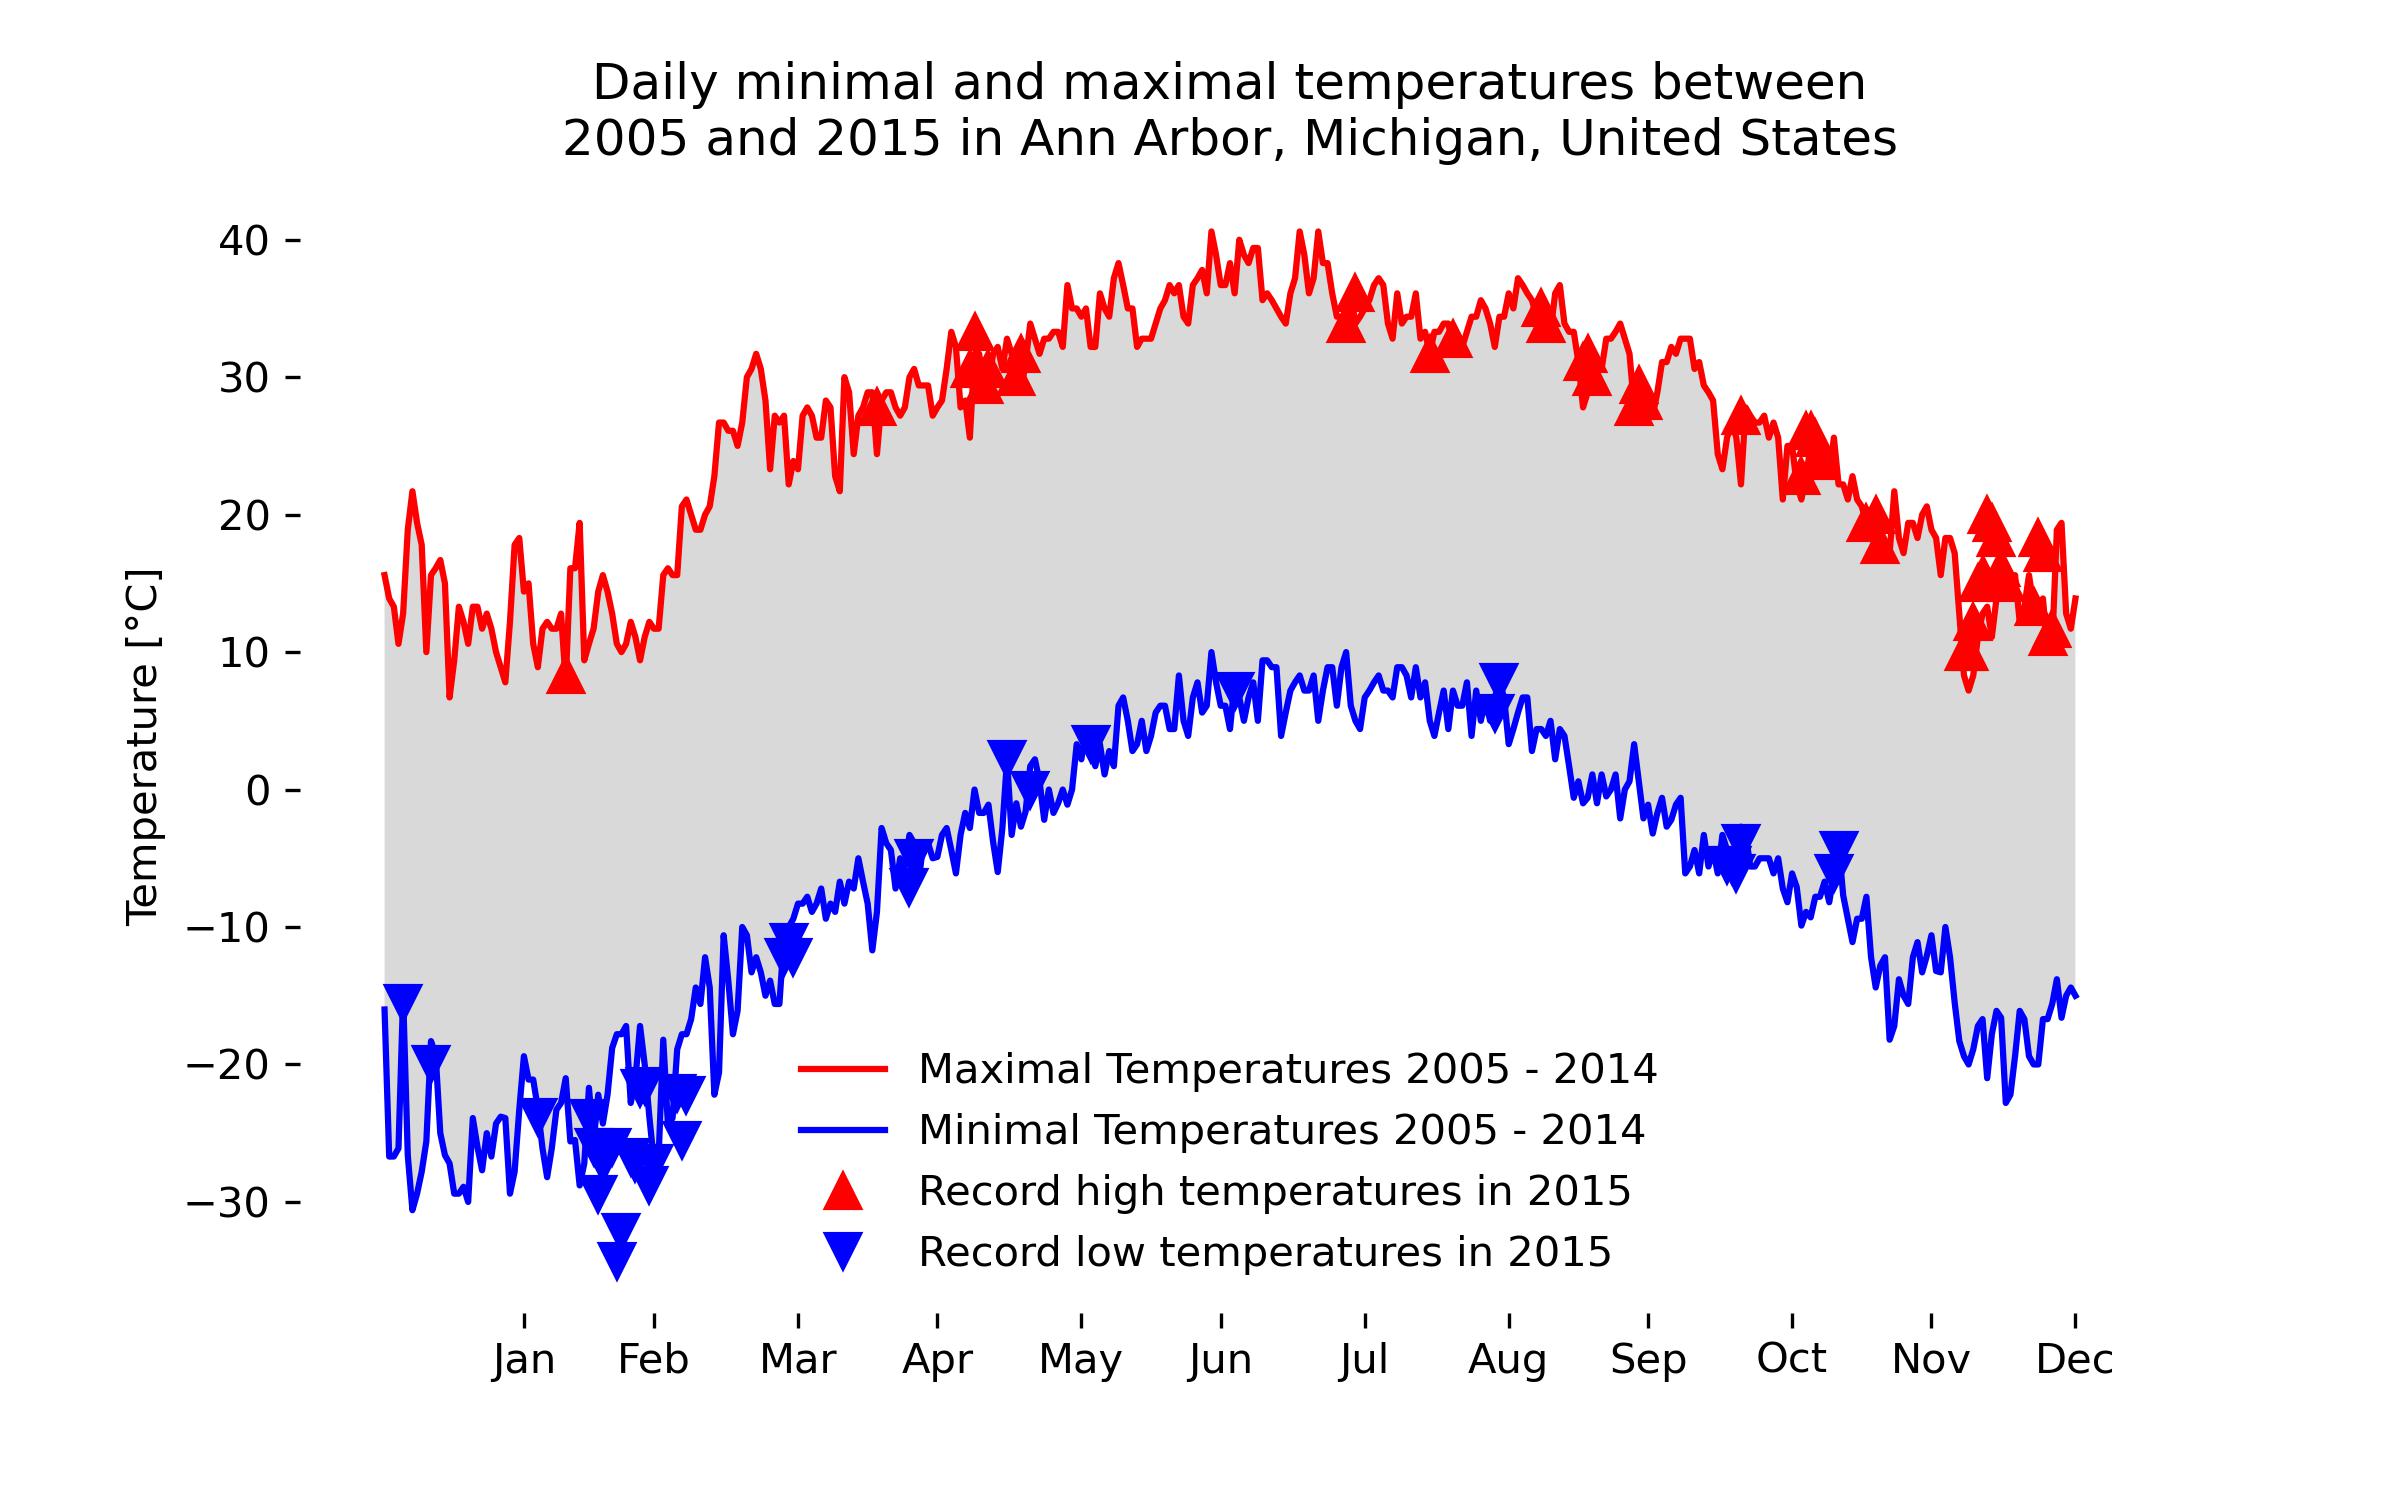 Daily minimal and maximal temperatures between
2005 and 2015 in Ann Arbor, Michigan, United States
Temperature [°C]
40
30
20
10
0
−10
−20
−30
Maximal Temperatures 2005 - 2014
Minimal Temperatures 2005 - 2014
Record high temperatures in 2015
Record low temperatures in 2015
Jan Feb Mar Apr May Jun Jul Aug Sep Oct Nov Dec